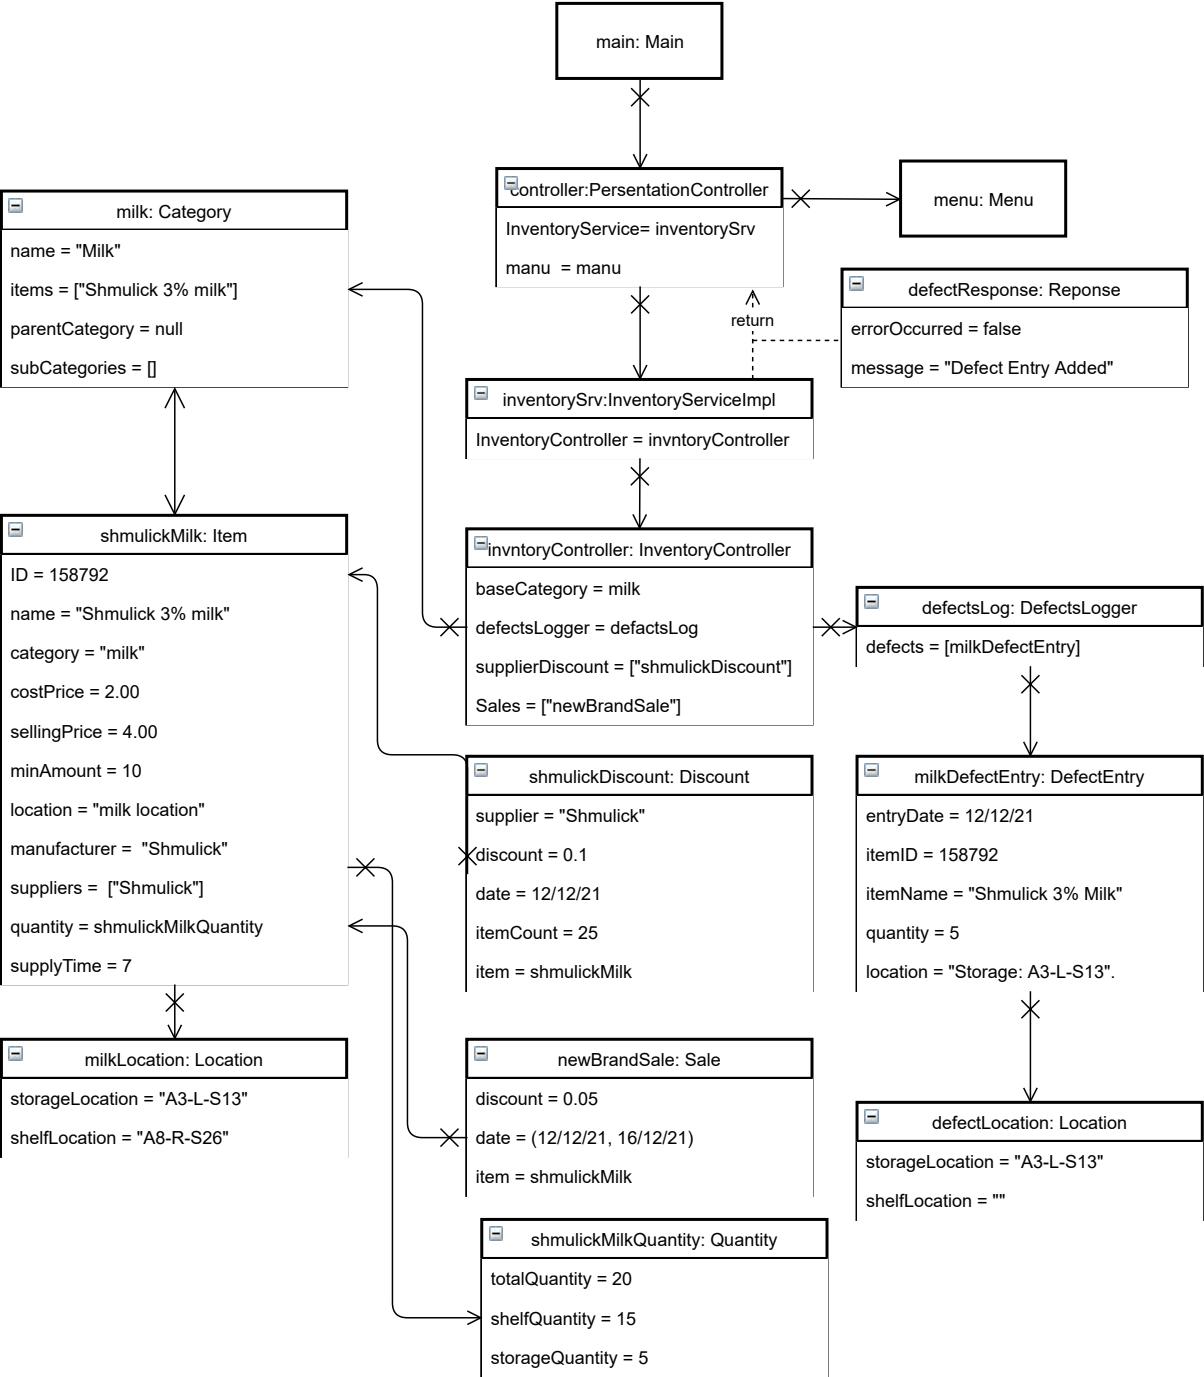 main: Main
controller:PersentationController
InventoryService= inventorySrv
manu  = manu
menu: Menu
milk: Category
name = "Milk"
items = ["Shmulick 3% milk"]
parentCategory = null
subCategories = []
defectResponse: Reponse
errorOccurred = false
message = "Defect Entry Added"
return
inventorySrv:InventoryServiceImpl
InventoryController = invntoryController
shmulickMilk: Item
ID = 158792
name = "Shmulick 3% milk"
category = "milk"
costPrice = 2.00
sellingPrice = 4.00
minAmount = 10
location = "milk location"
manufacturer =  "Shmulick"
suppliers =  ["Shmulick"]
quantity = shmulickMilkQuantity
supplyTime = 7
invntoryController: InventoryController
baseCategory = milk
defectsLogger = defactsLog
supplierDiscount = ["shmulickDiscount"]
Sales = ["newBrandSale"]
defectsLog: DefectsLogger
defects = [milkDefectEntry]
shmulickDiscount: Discount
supplier = "Shmulick"
discount = 0.1
date = 12/12/21
itemCount = 25
item = shmulickMilk
milkDefectEntry: DefectEntry
entryDate = 12/12/21
itemID = 158792
itemName = "Shmulick 3% Milk"
quantity = 5
location = "Storage: A3-L-S13".
milkLocation: Location
storageLocation = "A3-L-S13"
shelfLocation = "A8-R-S26"
newBrandSale: Sale
discount = 0.05
date = (12/12/21, 16/12/21)
item = shmulickMilk
defectLocation: Location
storageLocation = "A3-L-S13"
shelfLocation = ""
shmulickMilkQuantity: Quantity
totalQuantity = 20
shelfQuantity = 15
storageQuantity = 5